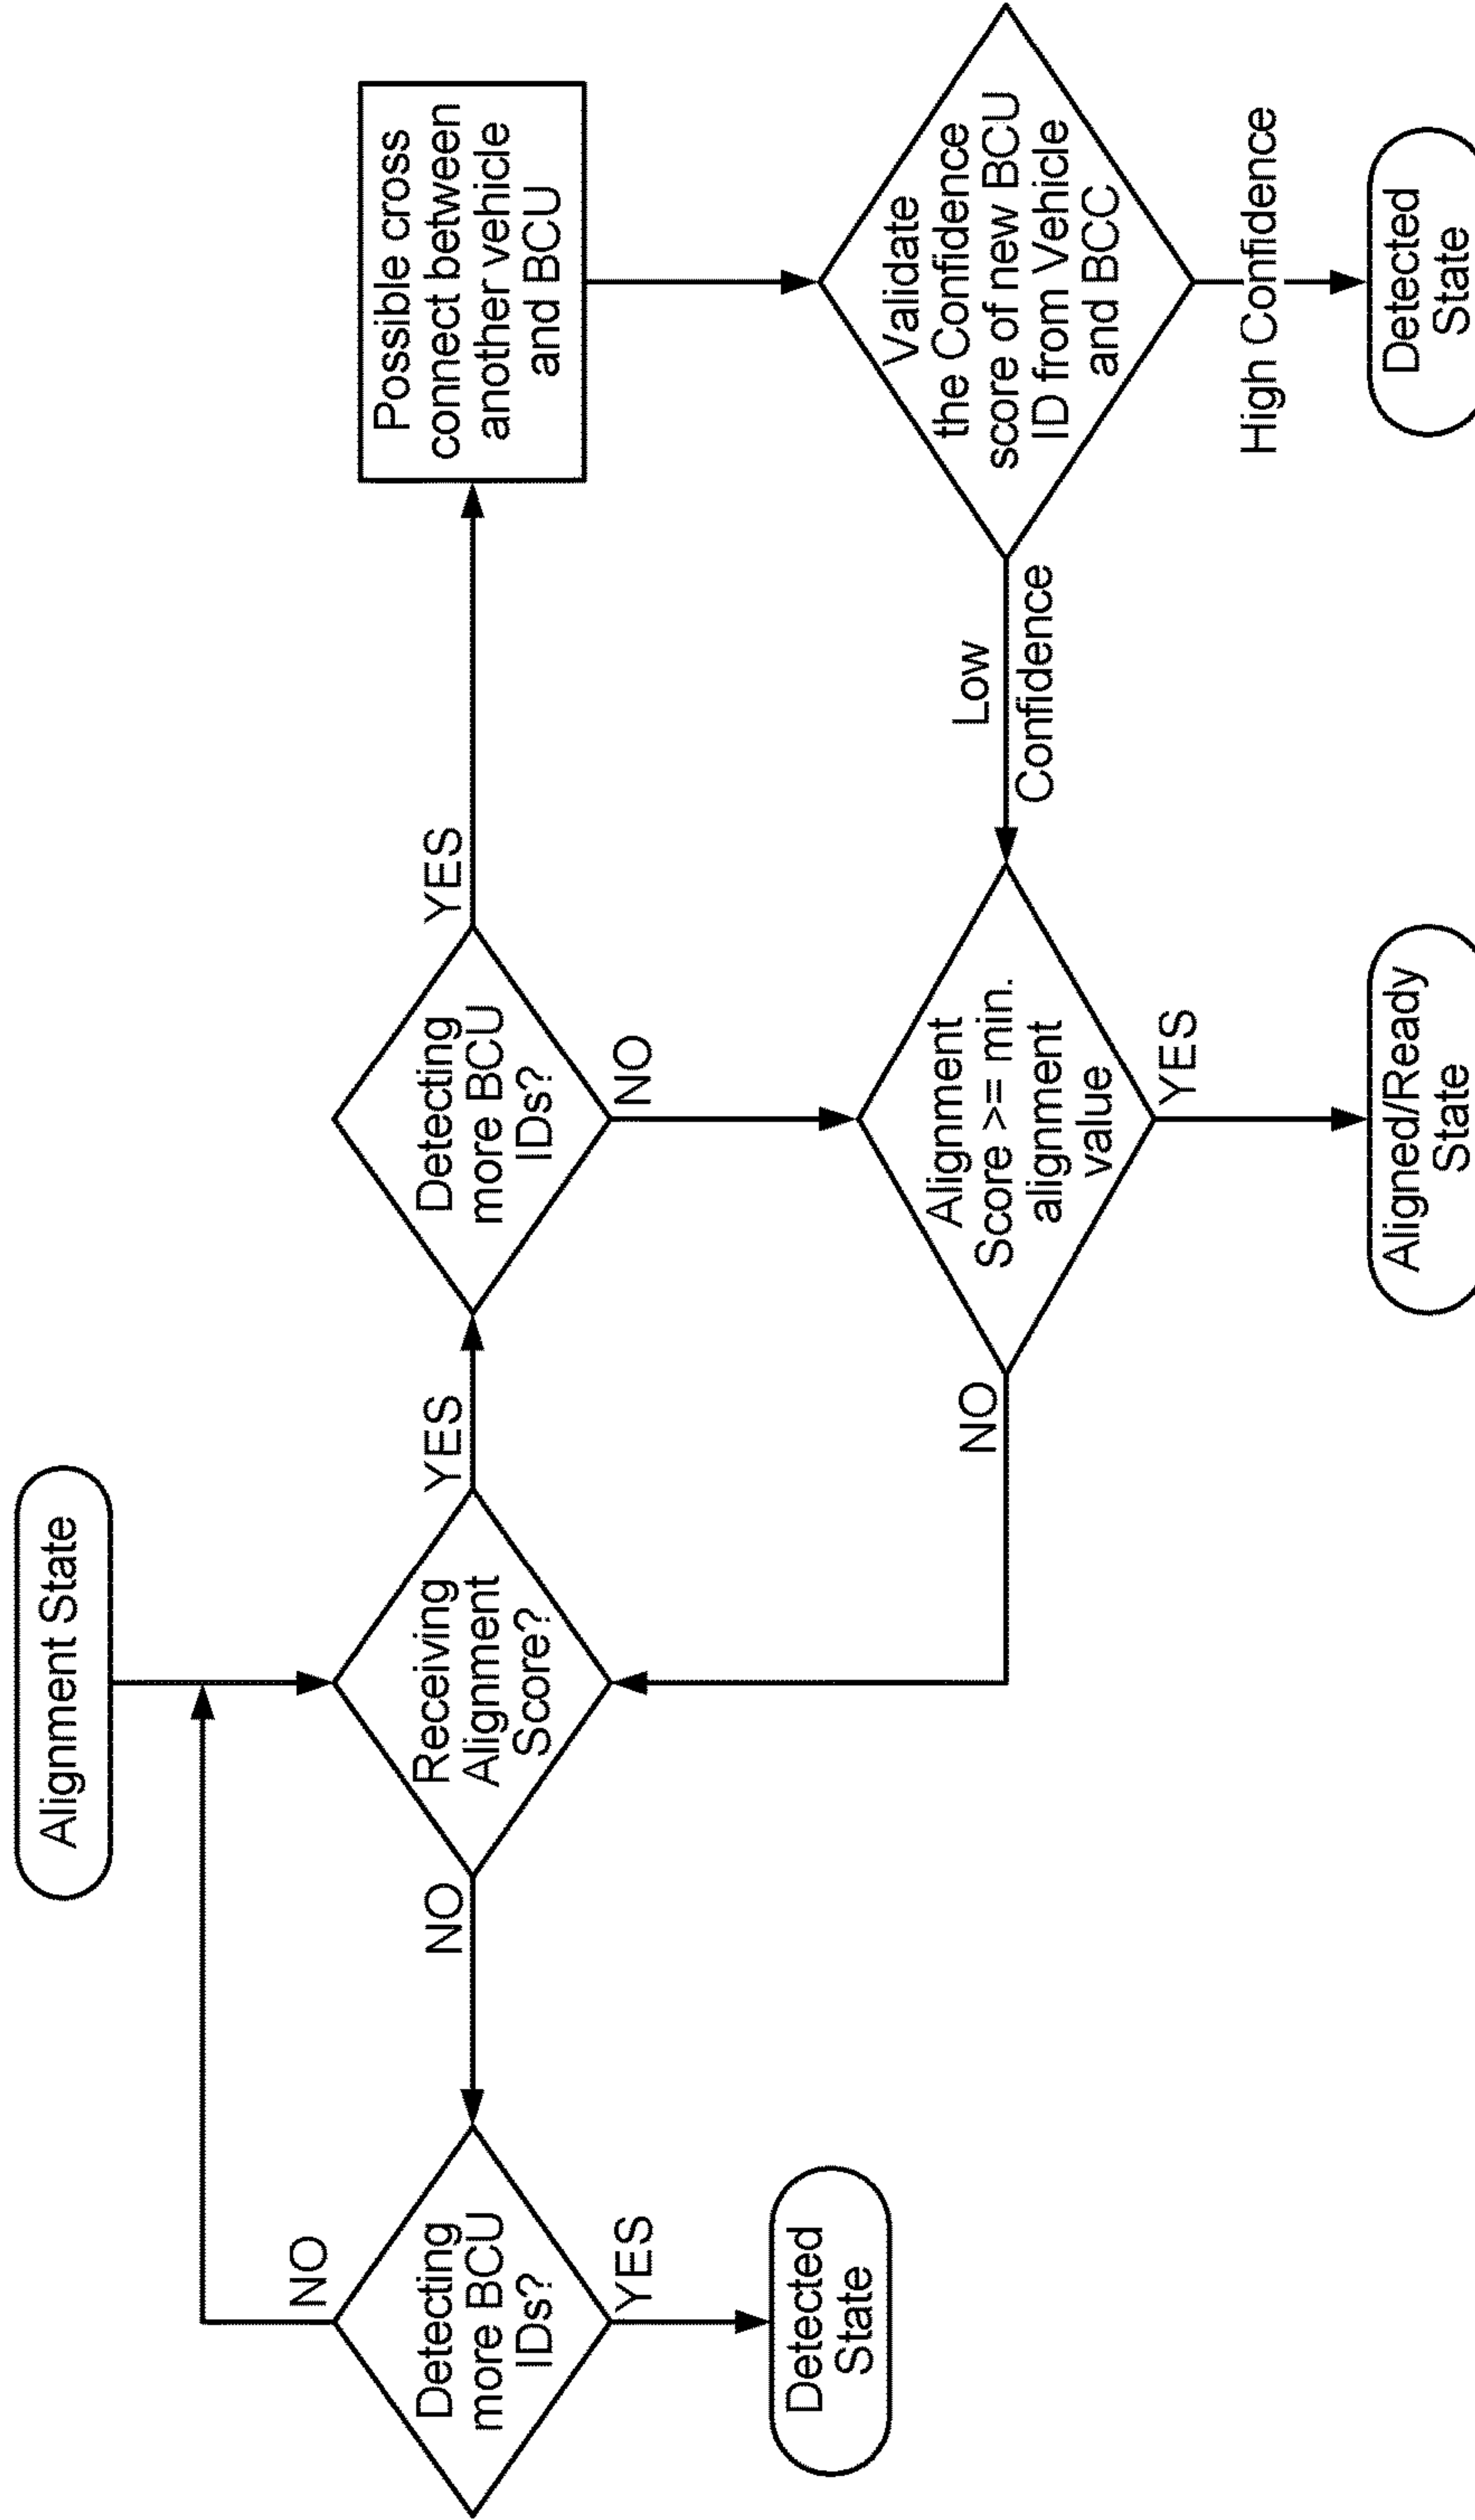 Alignment State
NO
Detecting
more BCU
IDs?
YES
Detected
State
NO
Receiving
Alignment
Score?
YES
Detecting
more BCU
IDs?
YES
NO
Possible cross
connect between
another vehicle
and BCU
NO
Alignment
Score >= min.
alignment
value
YES
Aligned/Ready
State
Low
Confidence
Validate
the Confidence
score of new BCU
ID from Vehicle
and BCC
High Confidence
Detected
State